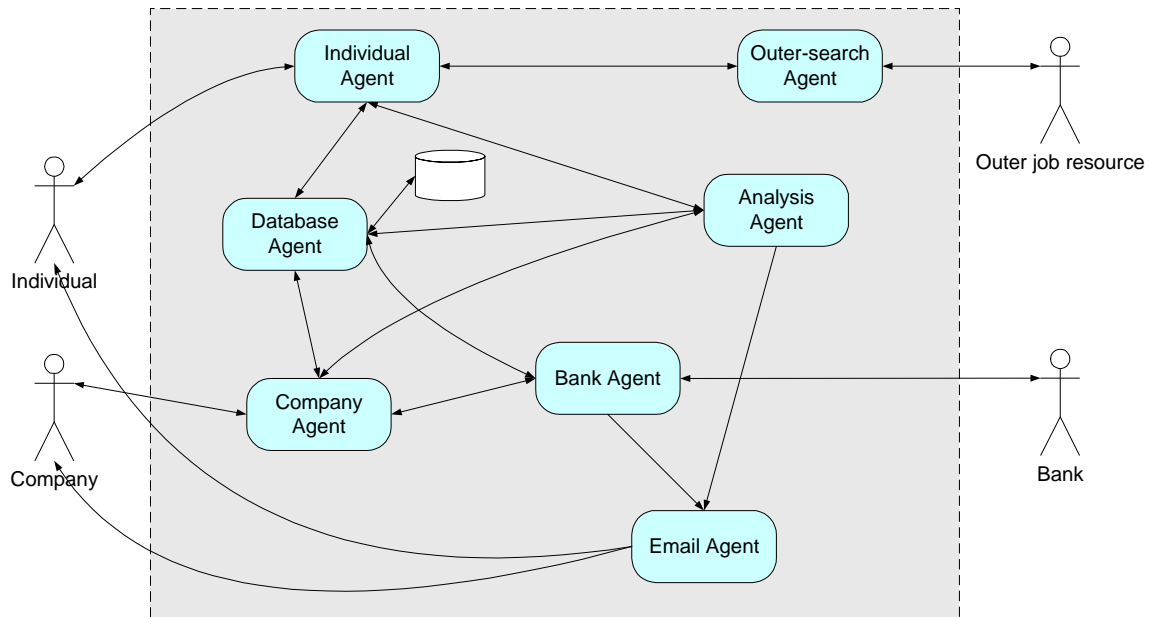 Individual
Agent
Outer-search
Agent
Outer job resource
Database
Agent
Analysis
Agent
Individual
Company
Agent
Bank Agent
Company
Bank
Email Agent